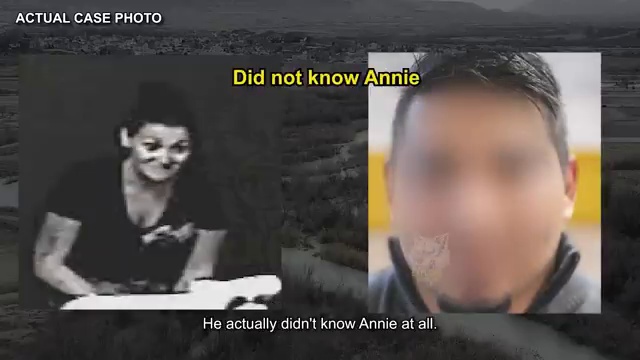 ACTUAL CASE PHOTO
Did not know Annie
He actually didn't know Annie at all.